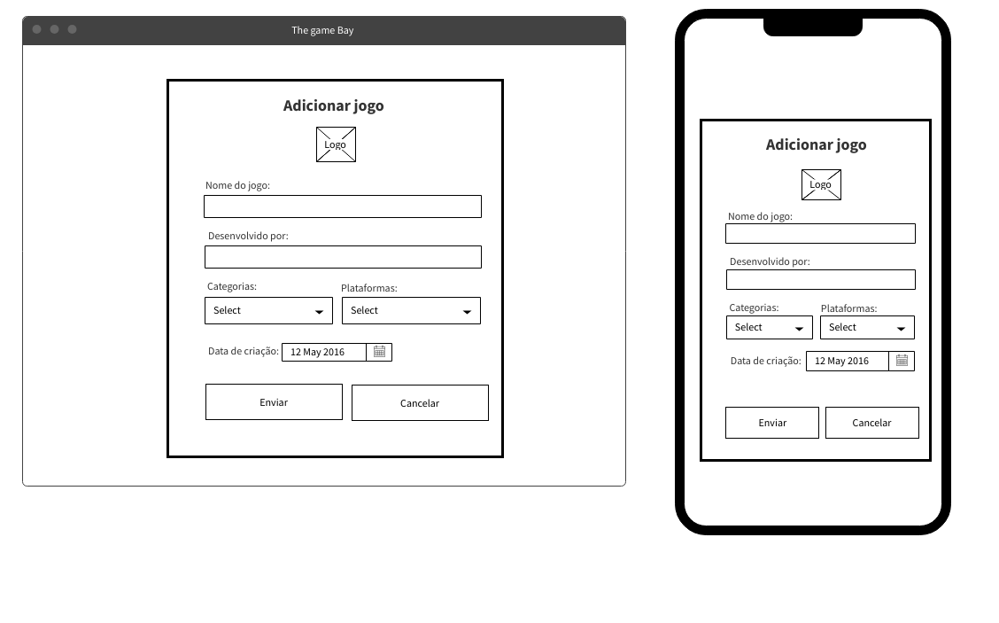 The game Bay
Adicionar jogo
Logo
Nome do jogo:
Desenvolvido por:
Categorias: Plataformas:
Select Select
Data de criação: 12 May 2016
Enviar Cancelar
Adicionar jogo
Logo
Nome do jogo:
Desenvolvido por:
Categorias: Plataformas:
Select Select
Data de criação: 12 May 2016
Enviar Cancelar